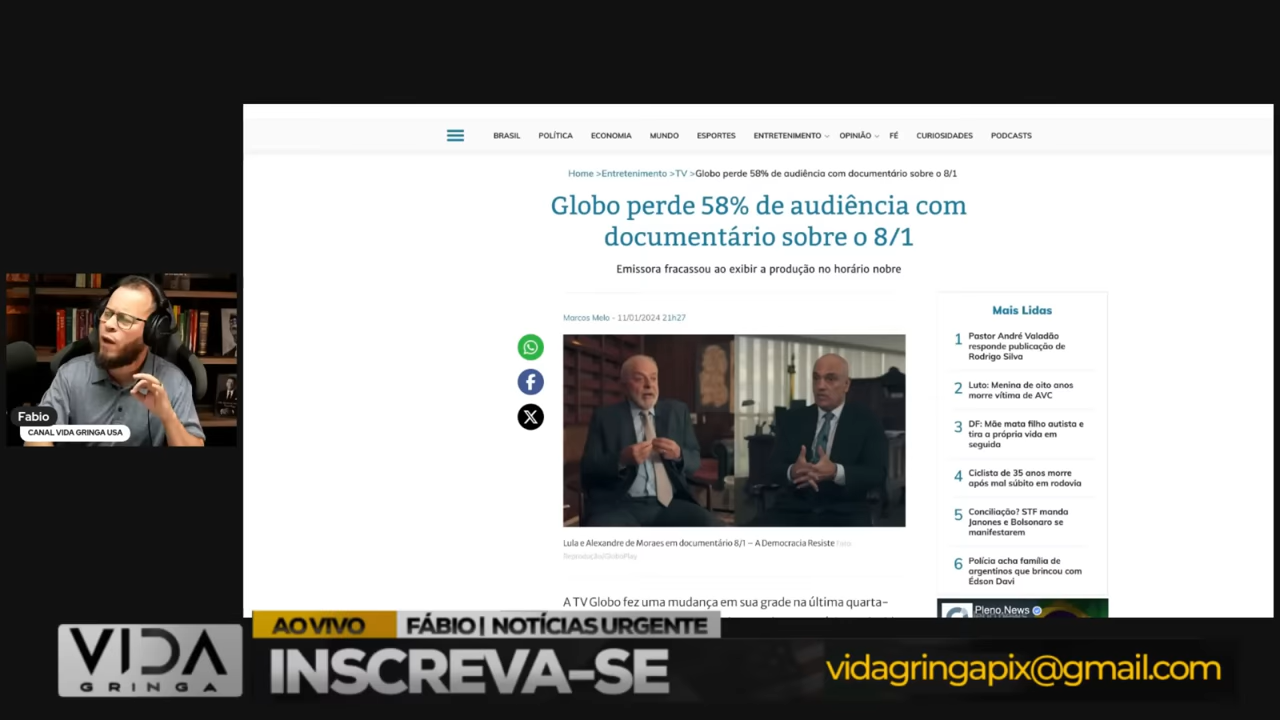 BRASIL POLÍTICA ECONOMIA MUNDO ESPORTES ENTRETENIMENTO OPINIÃO FÉ CURIOSIDADES PODCASTS
Home >Entretenimento >TV >Globo perde 58% de audiência com documentário sobre o 8/1
Globo perde 58% de audiência com
documentário sobre o 8/1
Emissora fracassou ao exibir a produção no horário nobre
Marcos Melo - 11/01/2024 21h27
Lula e Alexandre de Moraes em documentário 8/1 – A Democracia Resiste Foto:
Reprodução/GloboPlay
A TV Globo fez uma mudança em sua grade na última quarta-
Mais Lidas
1 Pastor André Valadão
responde publicação de
Rodrigo Silva
2 Luto: Menina de oito anos
morre vítima de AVC
3 DF: Mãe mata filho autista e
tira a própria vida em
seguida
4 Ciclista de 35 anos morre
após mal súbito em rodovia
5 Conciliação? STF manda
Janones e Bolsonaro se
manifestarem
6 Polícia acha família de
argentinos que brincou com
Édson Davi
Pleno.News
Fabio
CANAL VIDA GRINGA USA
AO VIVO FÁBIO | NOTÍCIAS URGENTE
VIDA
GRINGA
INSCREVA-SE
vidagringapix@gmail.com